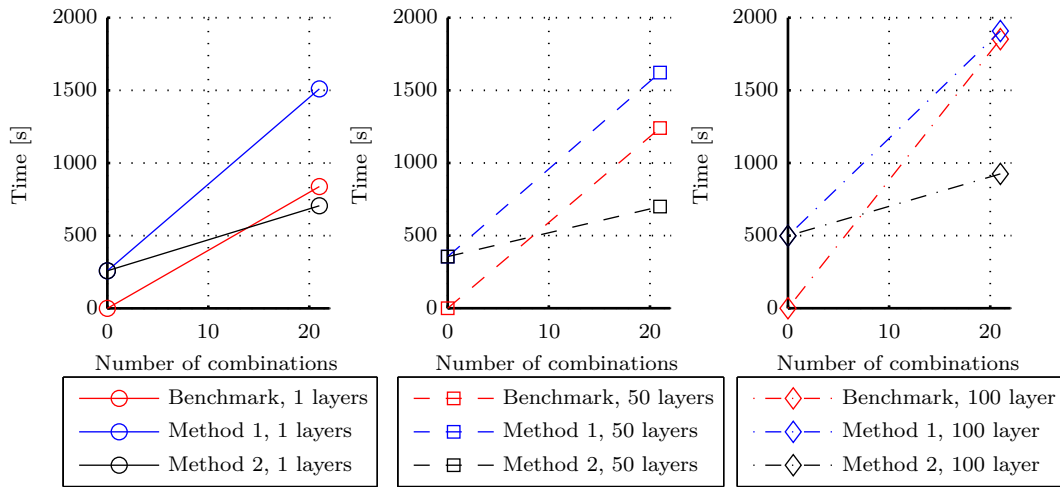 2000
1500
1000
500
0
Time [s]
0
10
20
Number of combinations
Benchmark, 1 layers
Method 1, 1 layers
Method 2, 1 layers
2000
1500
1000
500
0
Time [s]
0
10
20
Number of combinations
Benchmark, 50 layers
Method 1, 50 layers
Method 2, 50 layers
2000
1500
1000
500
0
Time [s]
0
10
20
Number of combinations
Benchmark, 100 layer
Method 1, 100 layer
Method 2, 100 layer